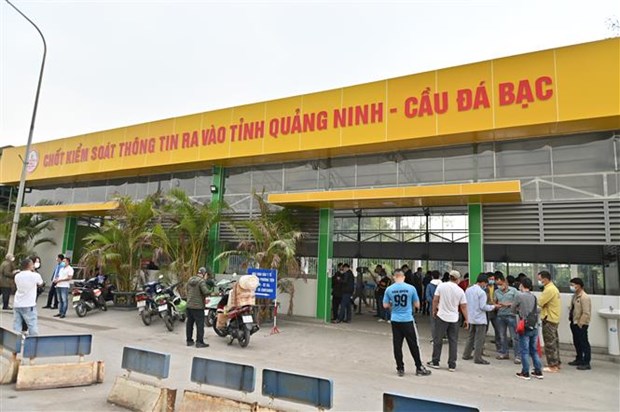 CHỐT KIỂM SOÁT THÔNG TIN RA VÀO TỈNH QUẢNG NINH - CẦU ĐÁ BẠC
99